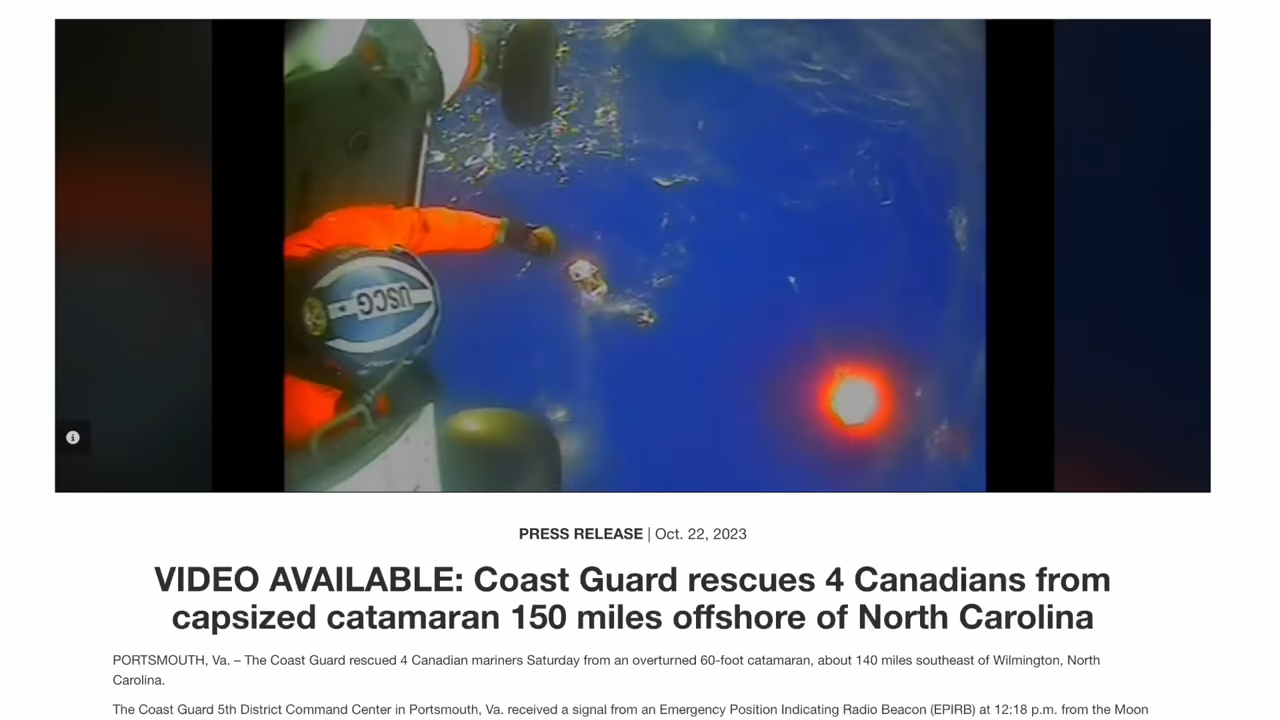 USCG
PRESS RELEASE | Oct. 22, 2023
VIDEO AVAILABLE: Coast Guard rescues 4 Canadians from
capsized catamaran 150 miles offshore of North Carolina
PORTSMOUTH, Va. – The Coast Guard rescued 4 Canadian mariners Saturday from an overturned 60-foot catamaran, about 140 miles southeast of Wilmington, North
Carolina.
The Coast Guard 5th District Command Center in Portsmouth, Va. received a signal from an Emergency Position Indicating Radio Beacon (EPIRB) at 12:18 p.m. from the Moon